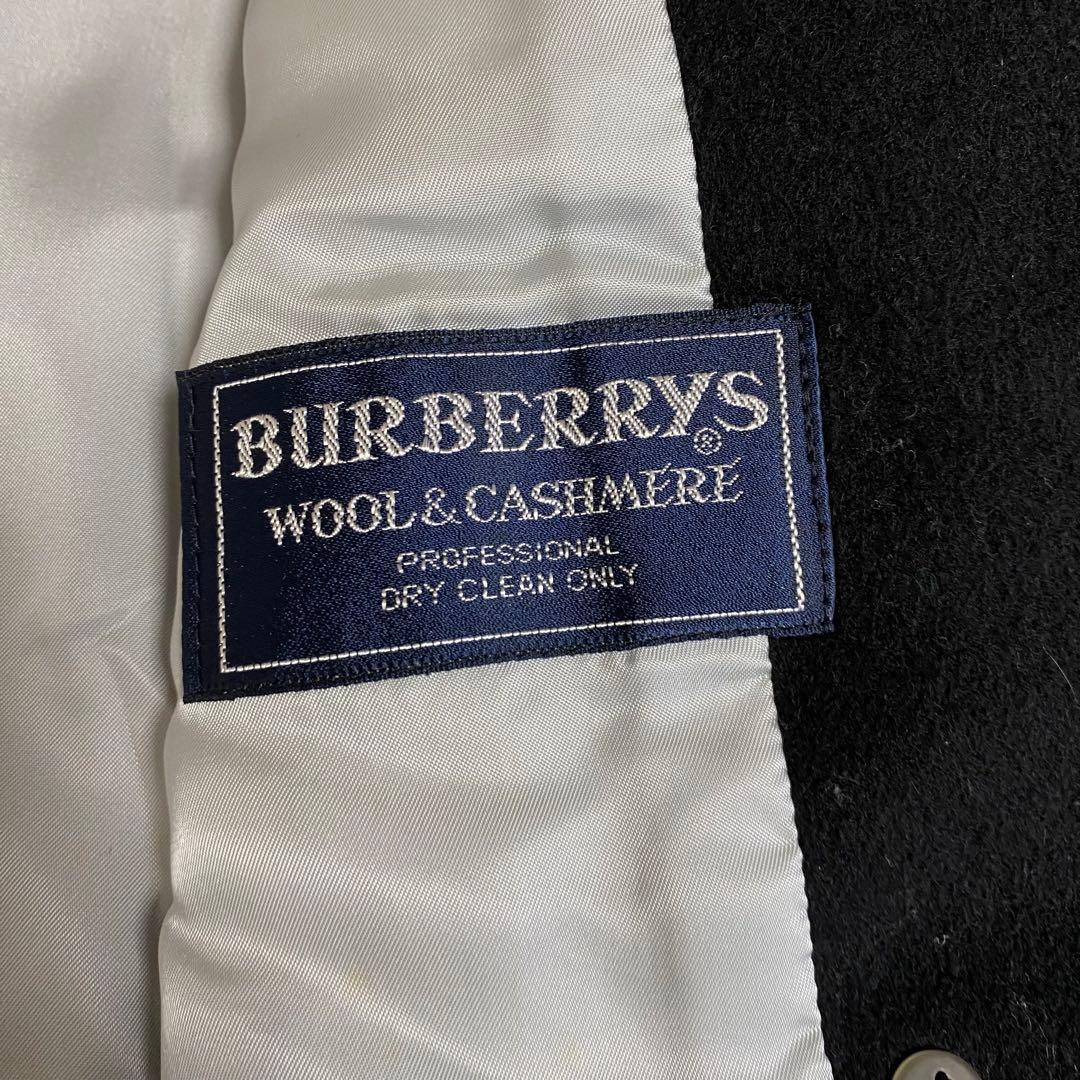 BURBERRYS®
WOOL & CASHMERE
PROFESSIONAL
DRY CLEAN ONLY